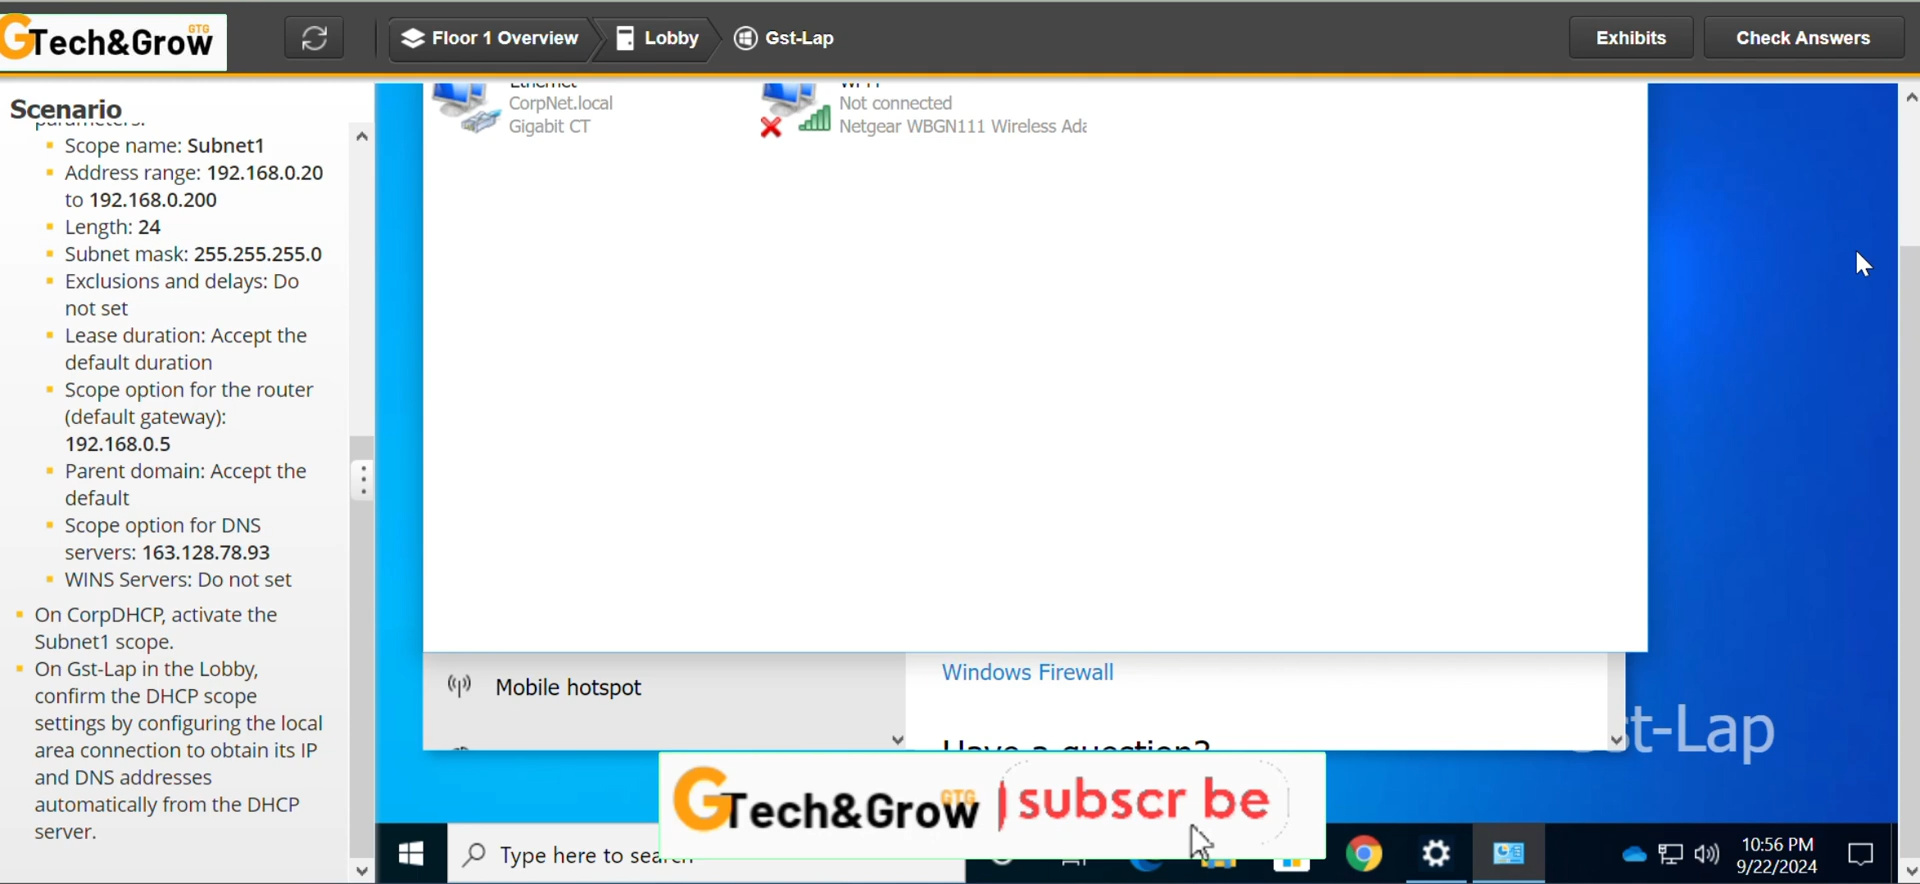 GTech&Grow GTG
Floor 1 Overview
Lobby
Gst-Lap
Exhibits
Check Answers
Scenario
parameters:
Scope name: Subnet1
Address range: 192.168.0.20
to 192.168.0.200
Length: 24
Subnet mask: 255.255.255.0
Exclusions and delays: Do
not set
Lease duration: Accept the
default duration
Scope option for the router
(default gateway):
192.168.0.5
Parent domain: Accept the
default
Scope option for DNS
servers: 163.128.78.93
WINS Servers: Do not set
On CorpDHCP, activate the
Subnet1 scope.
On Gst-Lap in the Lobby,
confirm the DHCP scope
settings by configuring the local
area connection to obtain its IP
and DNS addresses
automatically from the DHCP
server.
Ethernet
CorpNet.local
Gigabit CT
Not connected
Netgear WBGN111 Wireless Ada
Mobile hotspot
Windows Firewall
Have a question?
st-Lap
GTech&Grow GTG
subscr be
Type here to search
10:56 PM
9/22/2024